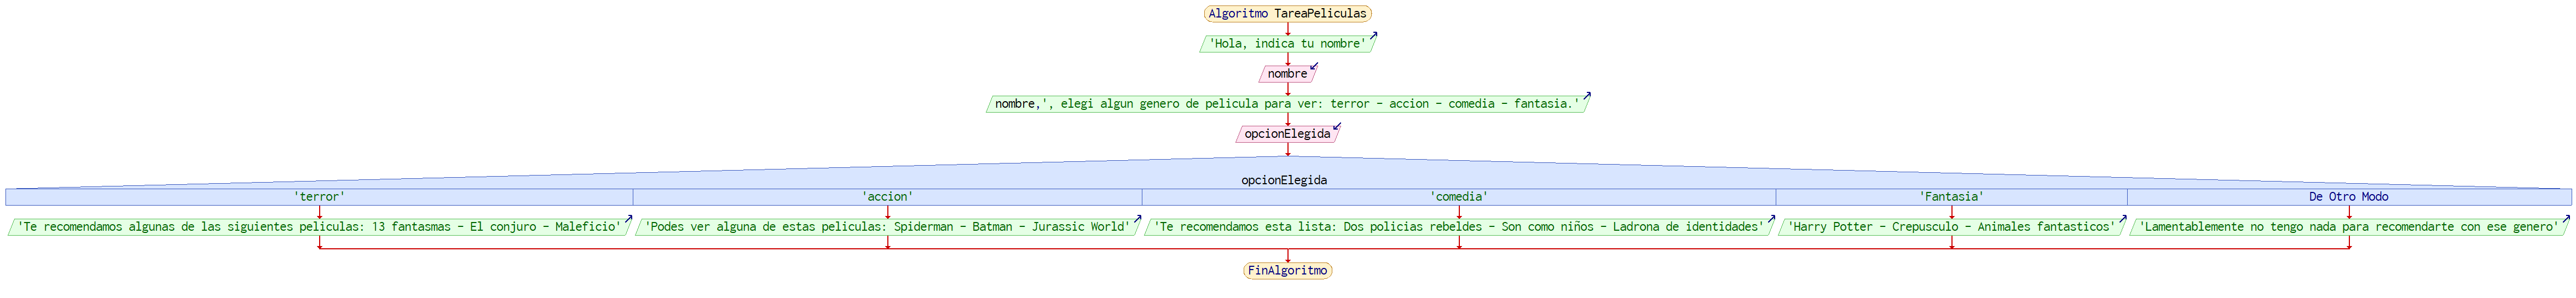 Algoritmo TareaPeliculas
'Hola, indica tu nombre'
nombre
nombre,', elegi algun genero de pelicula para ver: terror - accion - comedia - fantasia.'
opcionElegida
opcionElegida
'terror'
'accion'
'comedia'
'Fantasia'
De Otro Modo
'Te recomendamos algunas de las siguientes peliculas: 13 fantasmas - El conjuro - Maleficio'
'Podes ver alguna de estas peliculas: Spiderman - Batman - Jurassic World'
'Te recomendamos esta lista: Dos policias rebeldes - Son como niños - Ladrona de identidades'
'Harry Potter - Crepusculo - Animales fantasticos'
'Lamentablemente no tengo nada para recomendarte con ese genero'
FinAlgoritmo